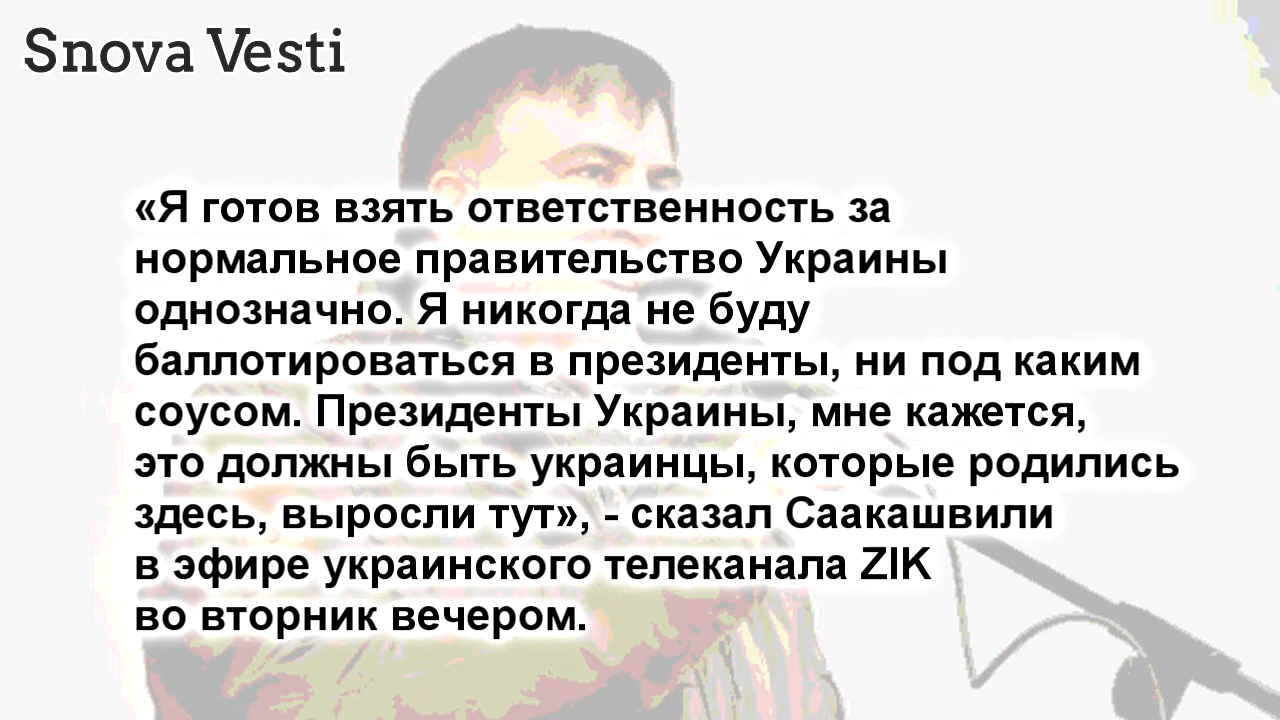 Snova Vesti
«Я готов взять ответственность за
нормальное правительство Украины
однозначно. Я никогда не буду
баллотироваться в президенты, ни под каким
соусом. Президенты Украины, мне кажется,
это должны быть украинцы, которые родились
здесь, выросли тут», - сказал Саакашвили
в эфире украинского телеканала ZIK
во вторник вечером.